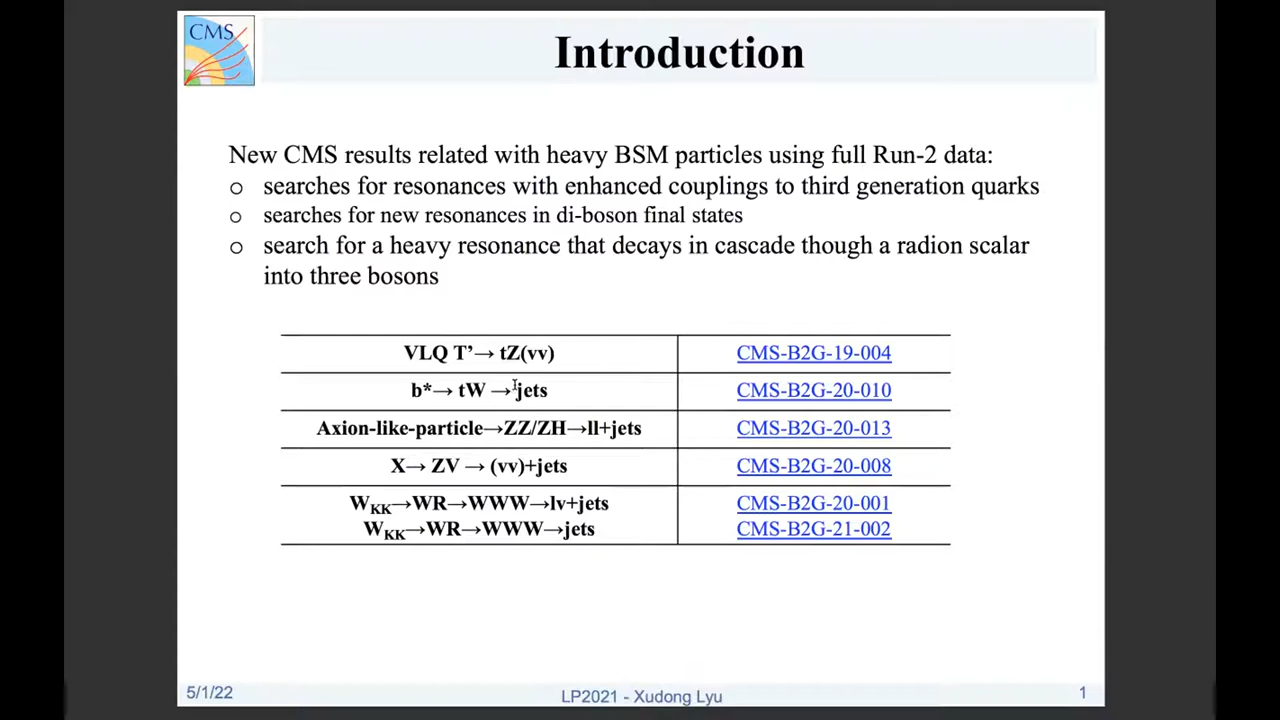 CMS
Introduction
New CMS results related with heavy BSM particles using full Run-2 data:
o searches for resonances with enhanced couplings to third generation quarks
o searches for new resonances in di-boson final states
o search for a heavy resonance that decays in cascade though a radion scalar
into three bosons
VLQ T’→ tZ(vv) CMS-B2G-19-004
b*→ tW →jets CMS-B2G-20-010
Axion-like-particle→ZZ/ZH→ll+jets CMS-B2G-20-013
X→ ZV → (vv)+jets CMS-B2G-20-008
WKK→WR→WWW→lv+jets CMS-B2G-20-001
WKK→WR→WWW→jets CMS-B2G-21-002
5/1/22 LP2021 - Xudong Lyu 1